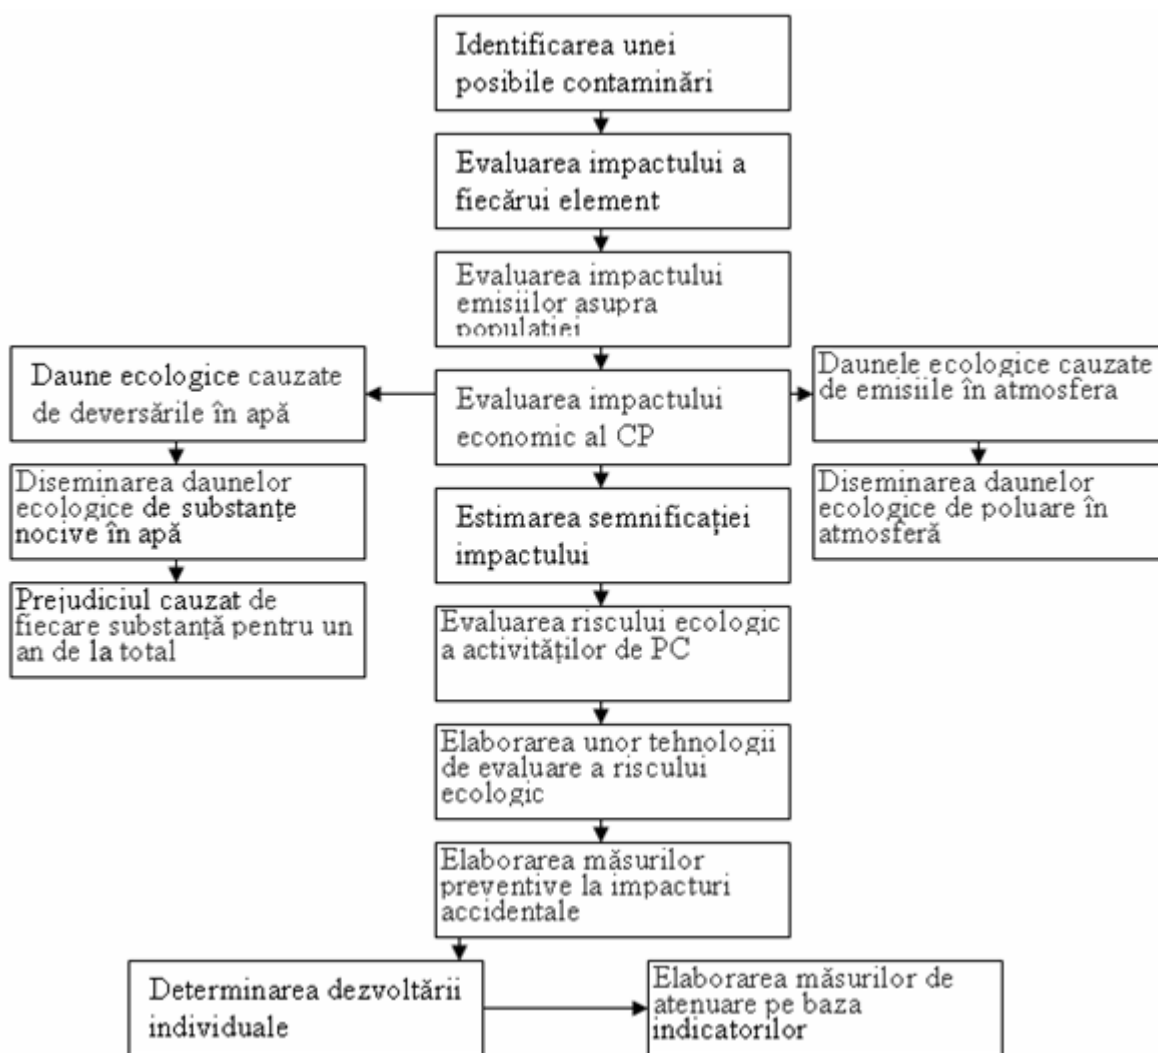 Identificarea unei
posibile contaminări
Evaluarea impactului a
fiecărui element
Evaluarea impactului
emisiilor asupra
populației
Daune ecologice cauzate
de deversările în apă
Evaluarea impactului
economic al CP
Daunele ecologice cauzate
de emisiile în atmosfera
Diseminarea daunelor
ecologice de substanțe
nocive în apă
Estimarea semnificației
impactului
Diseminarea daunelor
ecologice de poluare în
atmosferă
Prejudiciul cauzat de
fiecare substanță pentru un
an de la total
Evaluarea riscului ecologic
a activităților de PC
Elaborarea unor tehnologii
de evaluare a riscului
ecologic
Elaborarea măsurilor
preventive la impacturi
accidentale
Determinarea dezvoltării
individuale
Elaborarea măsurilor de
atenuare pe baza
indicatorilor